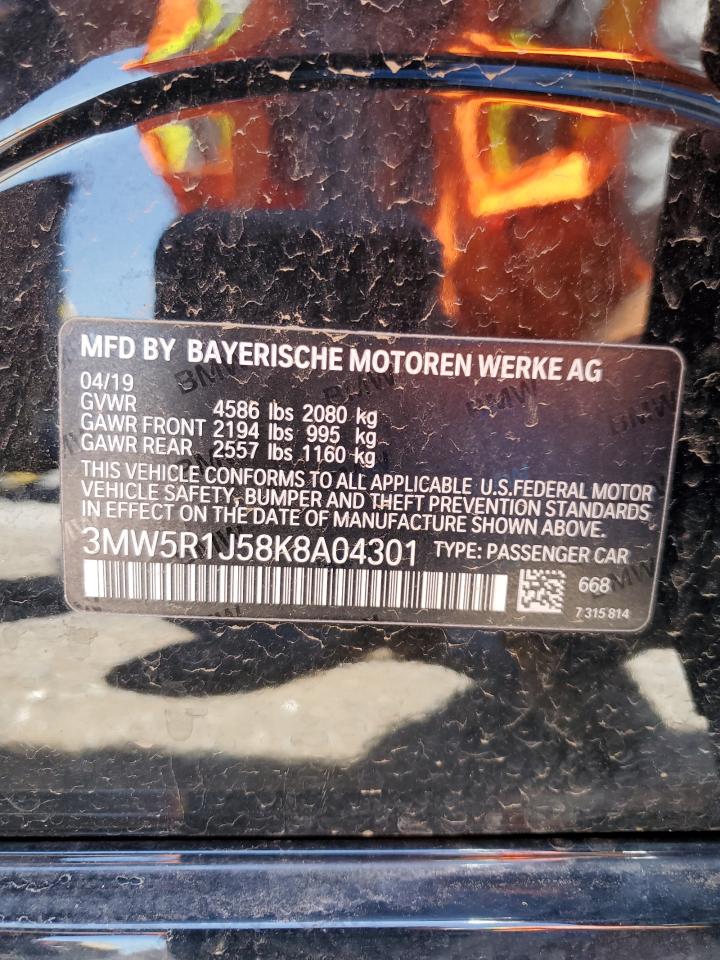 MFD BY BAYERISCHE MOTOREN WERKE AG
04/19
GVWR 4586 lbs 2080 kg
GAWR FRONT 2194 lbs 995 kg
GAWR REAR 2557 lbs 1160 kg
THIS VEHICLE CONFORMS TO ALL APPLICABLE U.S.FEDERAL MOTOR
VEHICLE SAFETY, BUMPER AND THEFT PREVENTION STANDARDS
IN EFFECT ON THE DATE OF MANUFACTURE SHOWN ABOVE.
3MW5R1J58K8A04301 TYPE: PASSENGER CAR
668
7 315 814